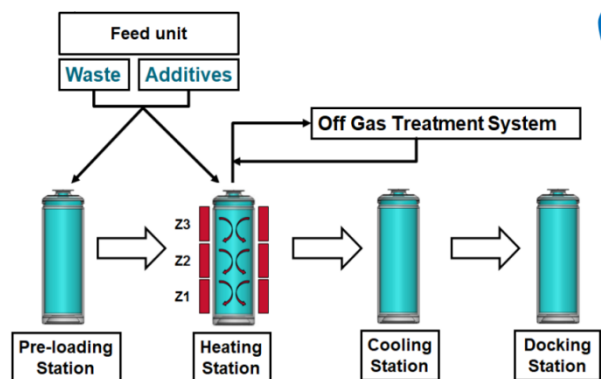 Feed unit
Waste
Additives
Off Gas Treatment System
Z3
Z2
Z1
Pre-loading
Station
Heating
Station
Cooling
Station
Docking
Station